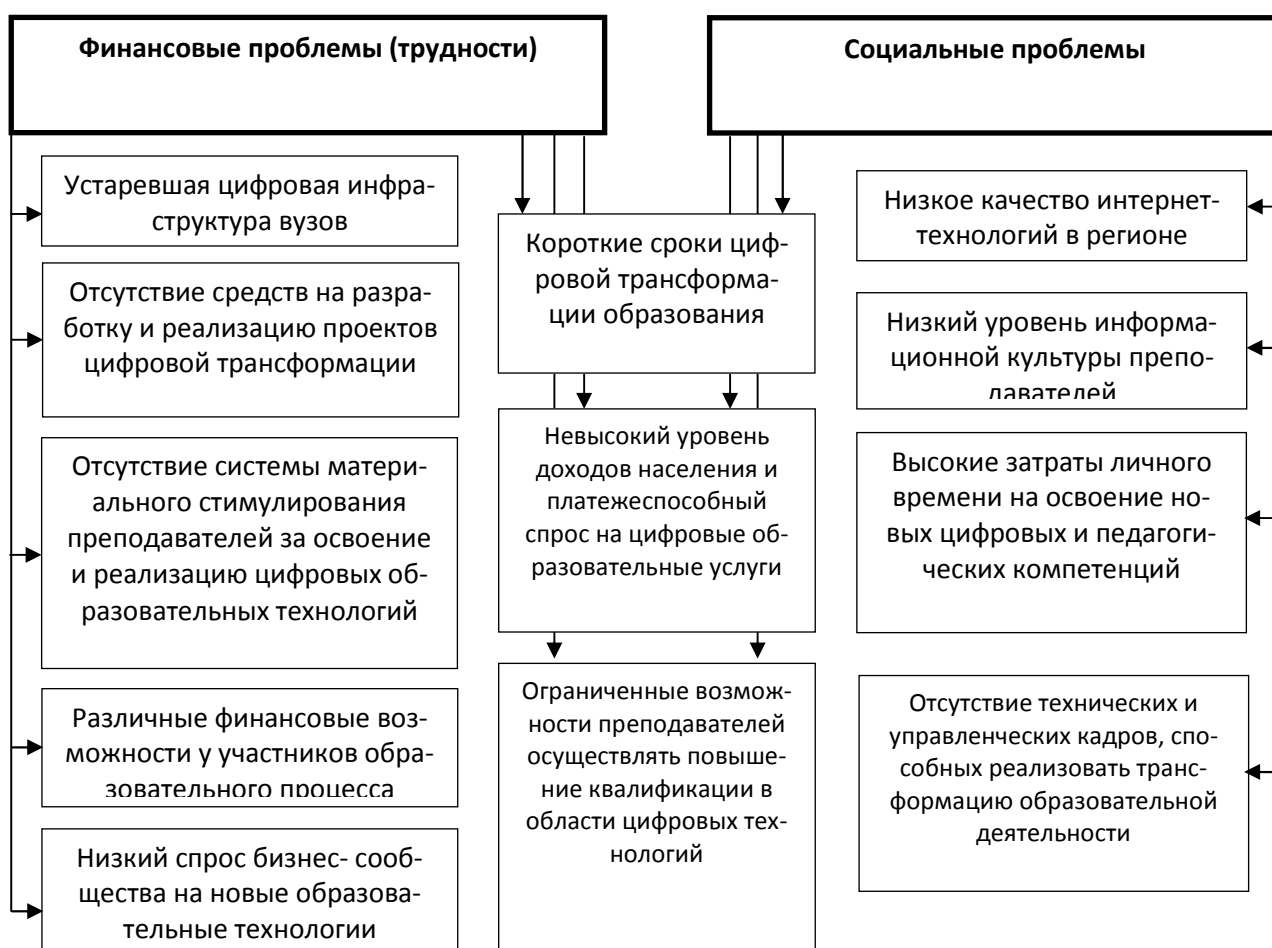 Финансовые проблемы (трудности)
Социальные проблемы
Устаревшая цифровая инфра-
структура вузов
Отсутствие средств на разра-
ботку и реализацию проектов
цифровой трансформации
Отсутствие системы матери-
ального стимулирования
преподавателей за освоение
и реализацию цифровых об-
разовательных технологий
Различные финансовые воз-
можности у участников обра-
зовательного процесса
Низкий спрос бизнес- сооб-
щества на новые образова-
тельные технологии
Короткие сроки циф-
ровой трансформа-
ции образования
Невысокий уровень
доходов населения и
платежеспособный
спрос на цифровые об-
разовательные услуги
Ограниченные возмож-
ности преподавателей
осуществлять повыше-
ние квалификации в
области цифровых тех-
нологий
Низкое качество интернет-
технологий в регионе
Низкий уровень информа-
ционной культуры препо-
давателей
Высокие затраты личного
времени на освоение но-
вых цифровых и педагоги-
ческих компетенций
Отсутствие технических и
управленческих кадров, спо-
собных реализовать транс-
формацию образовательной
деятельности